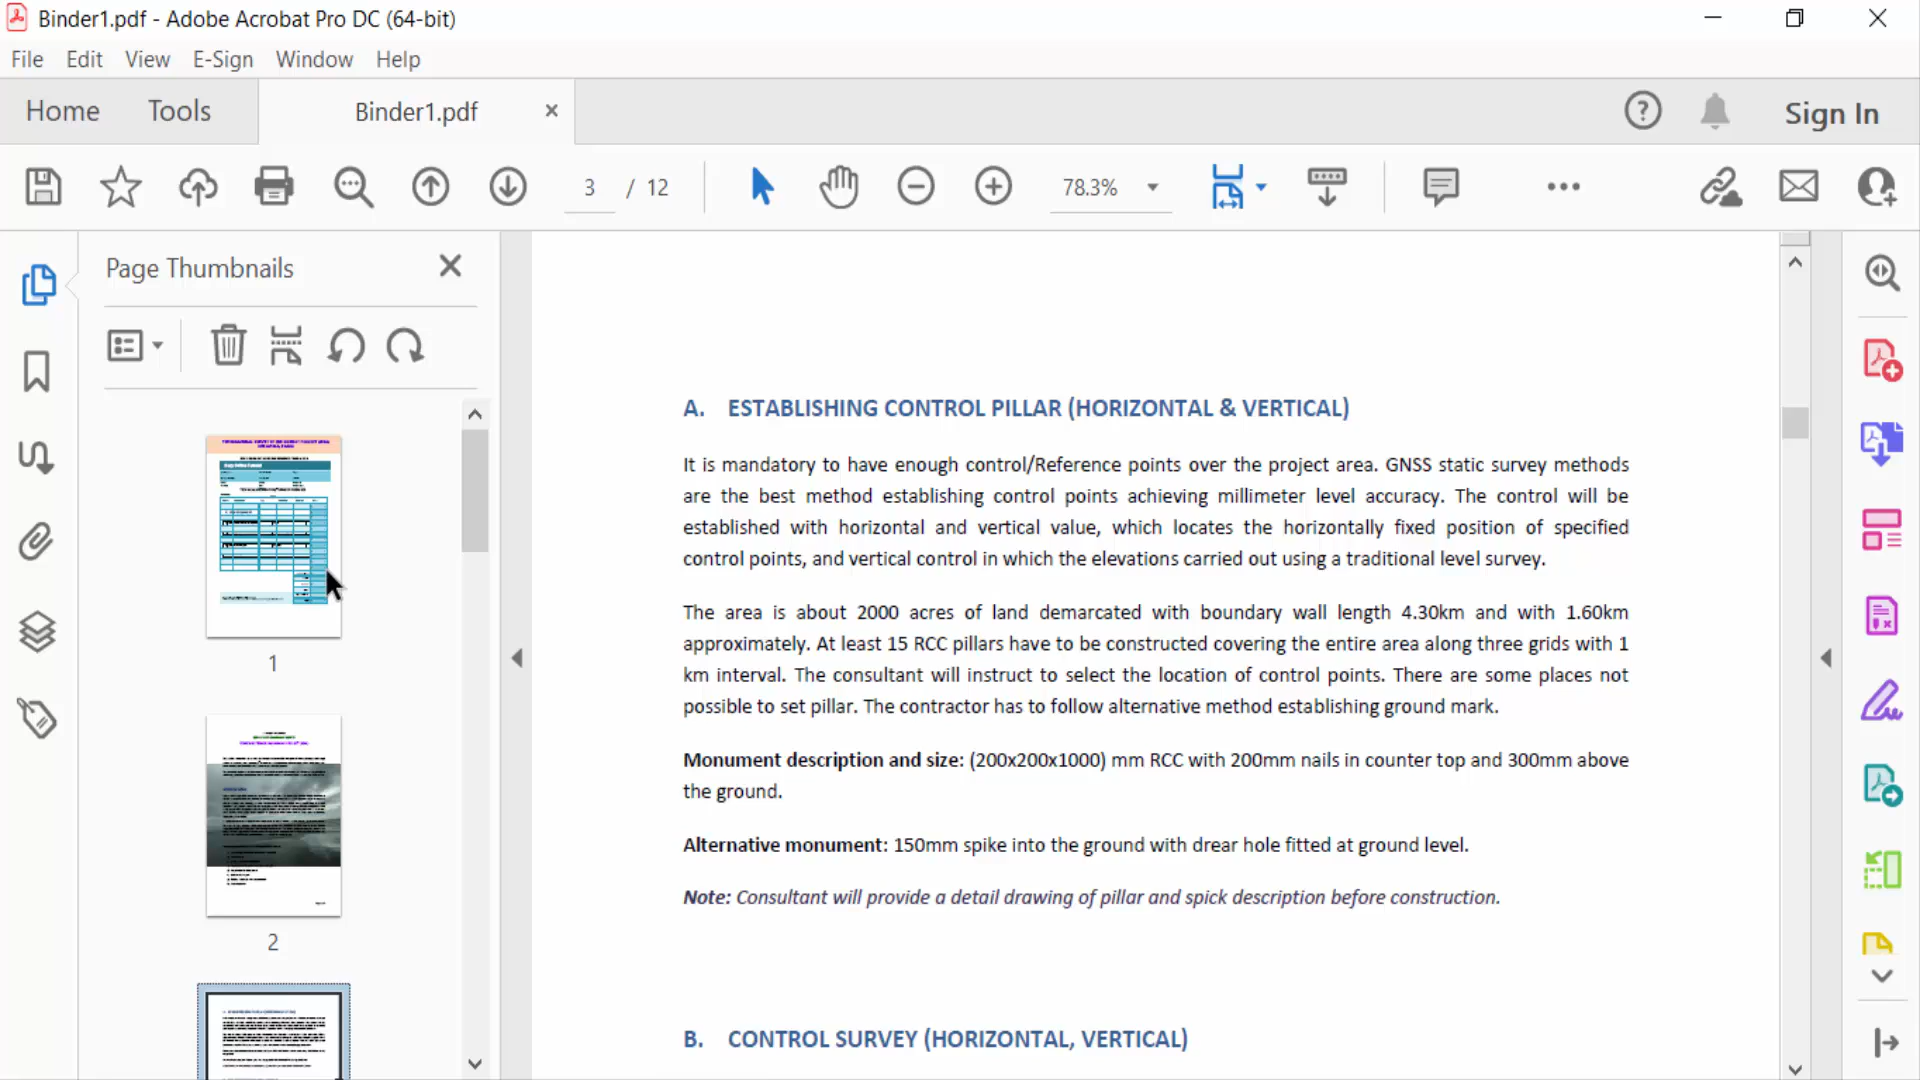 Binder1.pdf - Adobe Acrobat Pro DC (64-bit)
File Edit View E-Sign Window Help
Home Tools Binder1.pdf Sign In
3 / 12 78.3%
Page Thumbnails
1
2
A. ESTABLISHING CONTROL PILLAR (HORIZONTAL & VERTICAL)
It is mandatory to have enough control/Reference points over the project area. GNSS static survey methods
are the best method establishing control points achieving millimeter level accuracy. The control will be
established with horizontal and vertical value, which locates the horizontally fixed position of specified
control points, and vertical control in which the elevations carried out using a traditional level survey.
The area is about 2000 acres of land demarcated with boundary wall length 4.30km and with 1.60km
approximately. At least 15 RCC pillars have to be constructed covering the entire area along three grids with 1
km interval. The consultant will instruct to select the location of control points. There are some places not
possible to set pillar. The contractor has to follow alternative method establishing ground mark.
Monument description and size: (200x200x1000) mm RCC with 200mm nails in counter top and 300mm above
the ground.
Alternative monument: 150mm spike into the ground with drear hole fitted at ground level.
Note: Consultant will provide a detail drawing of pillar and spick description before construction.
B. CONTROL SURVEY (HORIZONTAL, VERTICAL)